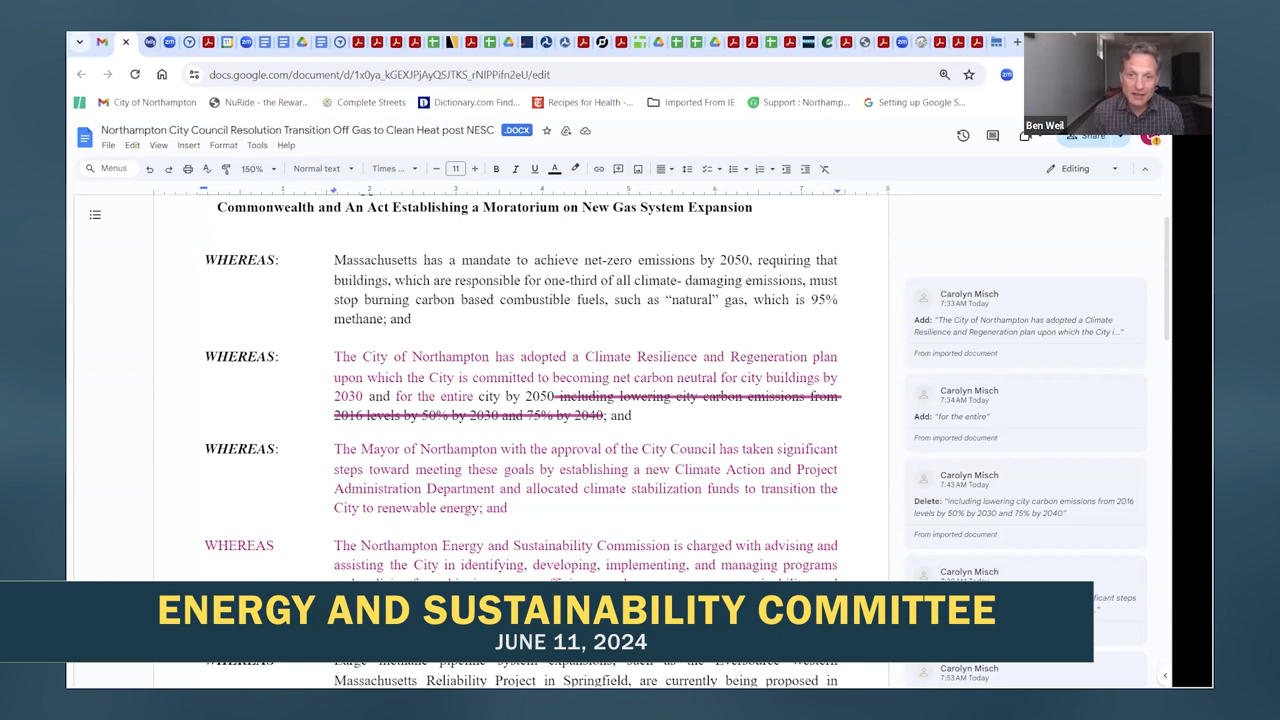 docs.google.com/document/d/1x0ya_kGEXJPjAyQSJTKS_rNIPPifn2eU/edit
City of Northampton
NuRide - the Rewar...
Complete Streets
Dictionary.com Find...
Recipes for Health -...
Imported From IE
Support : Northamp...
Setting up Google S...
Ben Weil
Northampton City Council Resolution Transition Off Gas to Clean Heat post NESC .DOCX
File Edit View Insert Format Tools Help
Share
Menus 150% Normal text Times ... 11 B I U A Editing
1 2 3 4 5 6 7 8
Commonwealth and An Act Establishing a Moratorium on New Gas System Expansion
WHEREAS: Massachusetts has a mandate to achieve net-zero emissions by 2050, requiring that
buildings, which are responsible for one-third of all climate- damaging emissions, must
stop burning carbon based combustible fuels, such as “natural” gas, which is 95%
methane; and
WHEREAS: The City of Northampton has adopted a Climate Resilience and Regeneration plan
upon which the City is committed to becoming net carbon neutral for city buildings by
2030 and for the entire city by 2050 including lowering city carbon emissions from
2016 levels by 50% by 2030 and 75% by 2040; and
WHEREAS: The Mayor of Northampton with the approval of the City Council has taken significant
steps toward meeting these goals by establishing a new Climate Action and Project
Administration Department and allocated climate stabilization funds to transition the
City to renewable energy; and
WHEREAS The Northampton Energy and Sustainability Commission is charged with advising and
assisting the City in identifying, developing, implementing, and managing programs
WHEREAS Large methane pipeline system expansions, such as the Eversource Western
Massachusetts Reliability Project in Springfield, are currently being proposed in
Carolyn Misch
7:33 AM Today
Add: “The City of Northampton has adopted a Climate
Resilience and Regeneration plan upon which the City i...”
From imported document
Carolyn Misch
7:34 AM Today
Add: “for the entire”
From imported document
Carolyn Misch
7:43 AM Today
Delete: “including lowering city carbon emissions from 2016
levels by 50% by 2030 and 75% by 2040”
From imported document
Carolyn Misch
steps
Carolyn Misch
7:53 AM Today
ENERGY AND SUSTAINABILITY COMMITTEE
JUNE 11, 2024